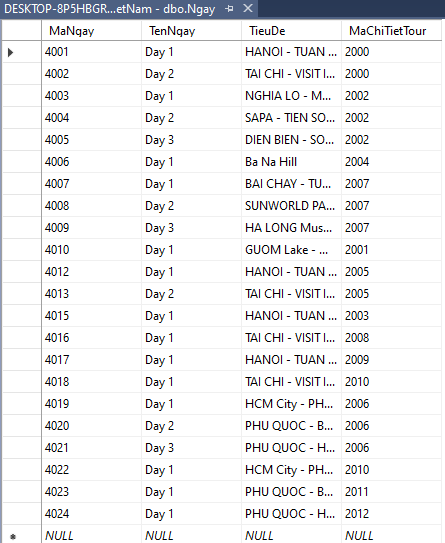 DESKTOP-8P5HBGR...etNam - dbo.Ngay
MaNgay TenNgay TieuDe MaChiTietTour
4001 Day 1 HANOI - TUAN ... 2000
4002 Day 2 TAI CHI - VISIT I... 2000
4003 Day 1 NGHIA LO - M... 2002
4004 Day 2 SAPA - TIEN SO... 2002
4005 Day 3 DIEN BIEN - SO... 2002
4006 Day 1 Ba Na Hill 2004
4007 Day 1 BAI CHAY - TU... 2007
4008 Day 2 SUNWORLD PA... 2007
4009 Day 3 HA LONG Mus... 2007
4010 Day 1 GUOM Lake - ... 2001
4012 Day 1 HANOI - TUAN ... 2005
4013 Day 2 TAI CHI - VISIT I... 2005
4015 Day 1 HANOI - TUAN ... 2003
4016 Day 1 TAI CHI - VISIT I... 2008
4017 Day 1 HANOI - TUAN ... 2009
4018 Day 1 TAI CHI - VISIT I... 2010
4019 Day 1 HCM City - PH... 2006
4020 Day 2 PHU QUOC - B... 2006
4021 Day 3 PHU QUOC - H... 2006
4022 Day 1 HCM City - PH... 2010
4023 Day 1 PHU QUOC - B... 2011
4024 Day 1 PHU QUOC - H... 2012
NULL NULL NULL NULL